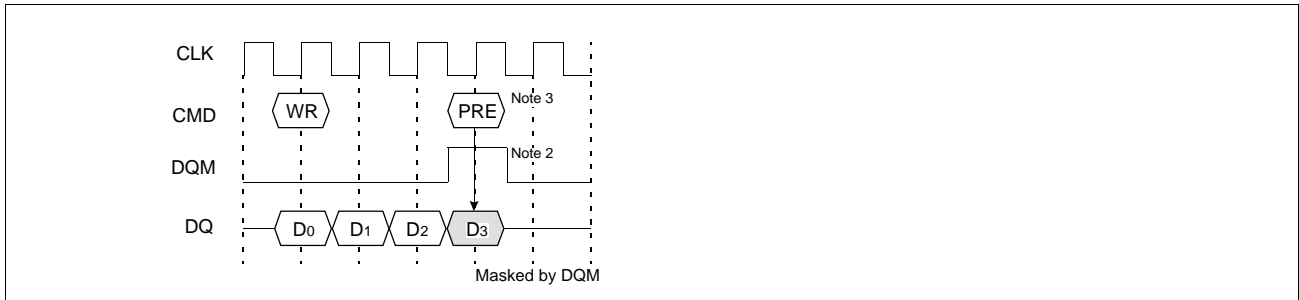 CLK
CMD WR PRE Note 3
DQM Note 2
DQ D0 D1 D2 D3
Masked by DQM